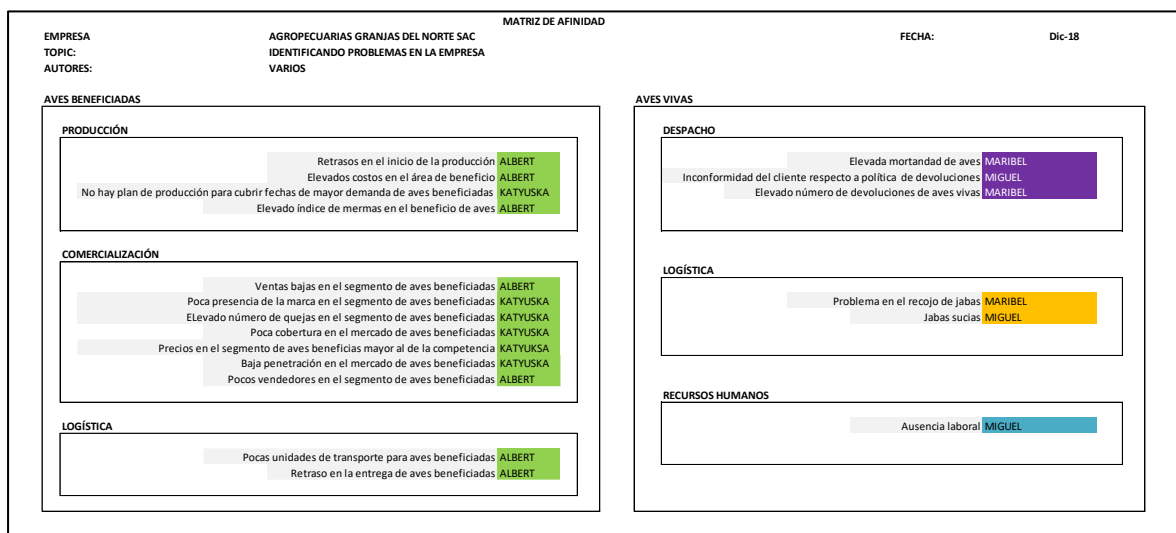 MATRIZ DE AFINIDAD
EMPRESA AGROPECUARIAS GRANJAS DEL NORTE SAC FECHA: Dic-18
TOPIC: IDENTIFICANDO PROBLEMAS EN LA EMPRESA
AUTORES: VARIOS
AVES BENEFICIADAS
PRODUCCIÓN
Retrasos en el inicio de la producción ALBERT
Elevados costos en el área de beneficio ALBERT
No hay plan de producción para cubrir fechas de mayor demanda de aves beneficiadas KATYUSKA
Elevado índice de mermas en el beneficio de aves ALBERT
COMERCIALIZACIÓN
Ventas bajas en el segmento de aves beneficiadas ALBERT
Poca presencia de la marca en el segmento de aves beneficiadas KATYUSKA
ELevado número de quejas en el segmento de aves beneficiadas KATYUSKA
Poca cobertura en el mercado de aves beneficiadas KATYUSKA
Precios en el segmento de aves beneficias mayor al de la competencia KATYUKSA
Baja penetración en el mercado de aves beneficiadas KATYUSKA
Pocos vendedores en el segmento de aves beneficiadas ALBERT
LOGÍSTICA
Pocas unidades de transporte para aves beneficiadas ALBERT
Retraso en la entrega de aves beneficiadas ALBERT
AVES VIVAS
DESPACHO
Elevada mortandad de aves MARIBEL
Inconformidad del cliente respecto a política de devoluciones MIGUEL
Elevado número de devoluciones de aves vivas MARIBEL
LOGÍSTICA
Problema en el recojo de jabas MARIBEL
Jabas sucias MIGUEL
RECURSOS HUMANOS
Ausencia laboral MIGUEL